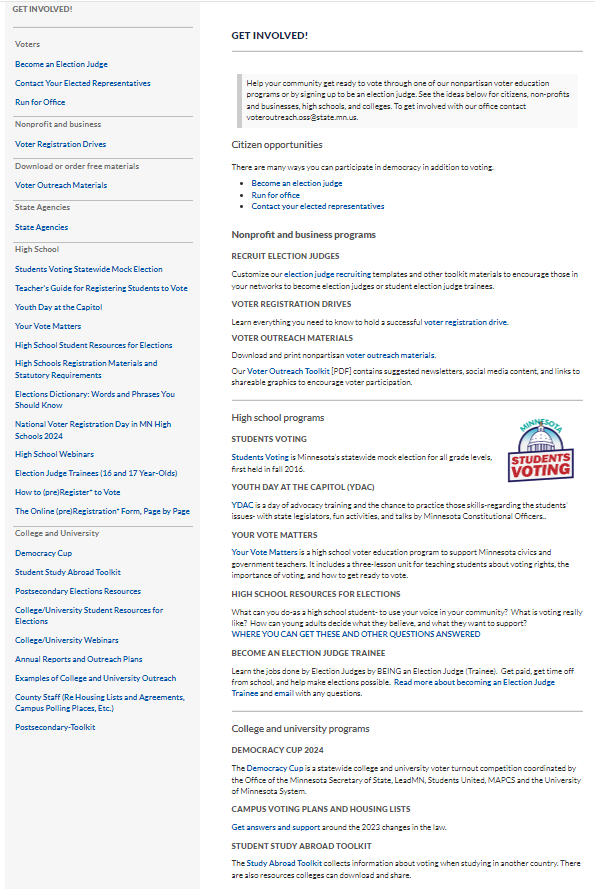 GET INVOLVED!
Voters
Become an Election Judge
Contact Your Elected Representatives
Run for Office
Nonprofit and business
Voter Registration Drives
Download or order free materials
Voter Outreach Materials
State Agencies
State Agencies
High School
Students Voting Statewide Mock Election
Teacher's Guide for Registering Students to Vote
Youth Day at the Capitol
Your Vote Matters
High School Student Resources for Elections
High Schools Registration Materials and
Statutory Requirements
Elections Dictionary: Words and Phrases You
Should Know
National Voter Registration Day in MN High
Schools 2024
High School Webinars
Election Judge Trainees (16 and 17 Year-Olds)
How to (pre)Register* to Vote
The Online (pre)Registration* Form, Page by Page
College and University
Democracy Cup
Student Study Abroad Toolkit
Postsecondary Elections Resources
College/University Student Resources for
Elections
College/University Webinars
Annual Reports and Outreach Plans
Examples of College and University Outreach
County Staff (Re Housing Lists and Agreements,
Campus Polling Places, Etc.)
Postsecondary-Toolkit
GET INVOLVED!
Help your community get ready to vote through one of our nonpartisan voter education
programs or by signing up to be an election judge. See the ideas below for citizens, non-profits
and businesses, high schools, and colleges. To get involved with our office contact
voteroutreach.oss@state.mn.us.
Citizen opportunities
There are many ways you can participate in democracy in addition to voting.
• Become an election judge
• Run for office
• Contact your elected representatives
Nonprofit and business programs
RECRUIT ELECTION JUDGES
Customize our election judge recruiting templates and other toolkit materials to encourage those in
your networks to become election judges or student election judge trainees.
VOTER REGISTRATION DRIVES
Learn everything you need to know to hold a successful voter registration drive.
VOTER OUTREACH MATERIALS
Download and print nonpartisan voter outreach materials.
Our Voter Outreach Toolkit [PDF] contains suggested newsletters, social media content, and links to
shareable graphics to encourage voter participation.
High school programs
MINNESOTA
STUDENTS
VOTING
STUDENTS VOTING
Students Voting is Minnesota's statewide mock election for all grade levels,
first held in fall 2016.
YOUTH DAY AT THE CAPITOL (YDAC)
YDAC is a day of advocacy training and the chance to practice those skills-regarding the students'
issues- with state legislators, fun activities, and talks by Minnesota Constitutional Officers..
YOUR VOTE MATTERS
Your Vote Matters is a high school voter education program to support Minnesota civics and
government teachers. It includes a three-lesson unit for teaching students about voting rights, the
importance of voting, and how to get ready to vote.
HIGH SCHOOL RESOURCES FOR ELECTIONS
What can you do-as a high school student- to use your voice in your community? What is voting really
like? How can young adults decide what they believe, and what they want to support?
WHERE YOU CAN GET THESE AND OTHER QUESTIONS ANSWERED
BECOME AN ELECTION JUDGE TRAINEE
Learn the jobs done by Election Judges by BEING an Election Judge (Trainee). Get paid, get time off
from school, and help make elections possible. Read more about becoming an Election Judge
Trainee and email with any questions.
College and university programs
DEMOCRACY CUP 2024
The Democracy Cup is a statewide college and university voter turnout competition coordinated by
the Office of the Minnesota Secretary of State, LeadMN, Students United, MAPCS and the University
of Minnesota System.
CAMPUS VOTING PLANS AND HOUSING LISTS
Get answers and support around the 2023 changes in the law.
STUDENT STUDY ABROAD TOOLKIT
The Study Abroad Toolkit collects information about voting when studying in another country. There
are also resources colleges can download and share.